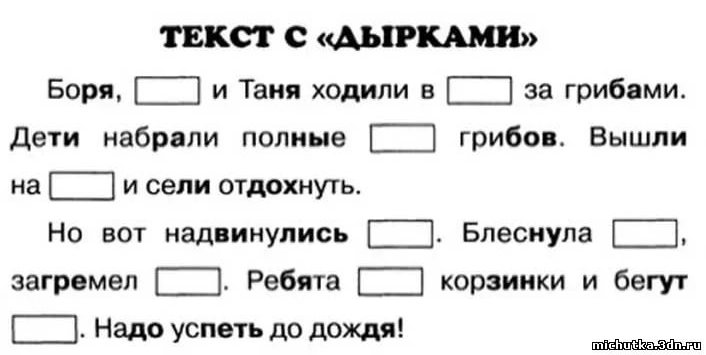 ТЕКСТ С «ДЫРКАМИ»
Боря, и Таня ходили в за грибами.
Дети набрали полные грибов. Вышли
на и сели отдохнуть.
Но вот надвинулись . Блеснула ,
загремел . Ребята корзинки и бегут
. Надо успеть до дождя!
michutka.3dn.ru